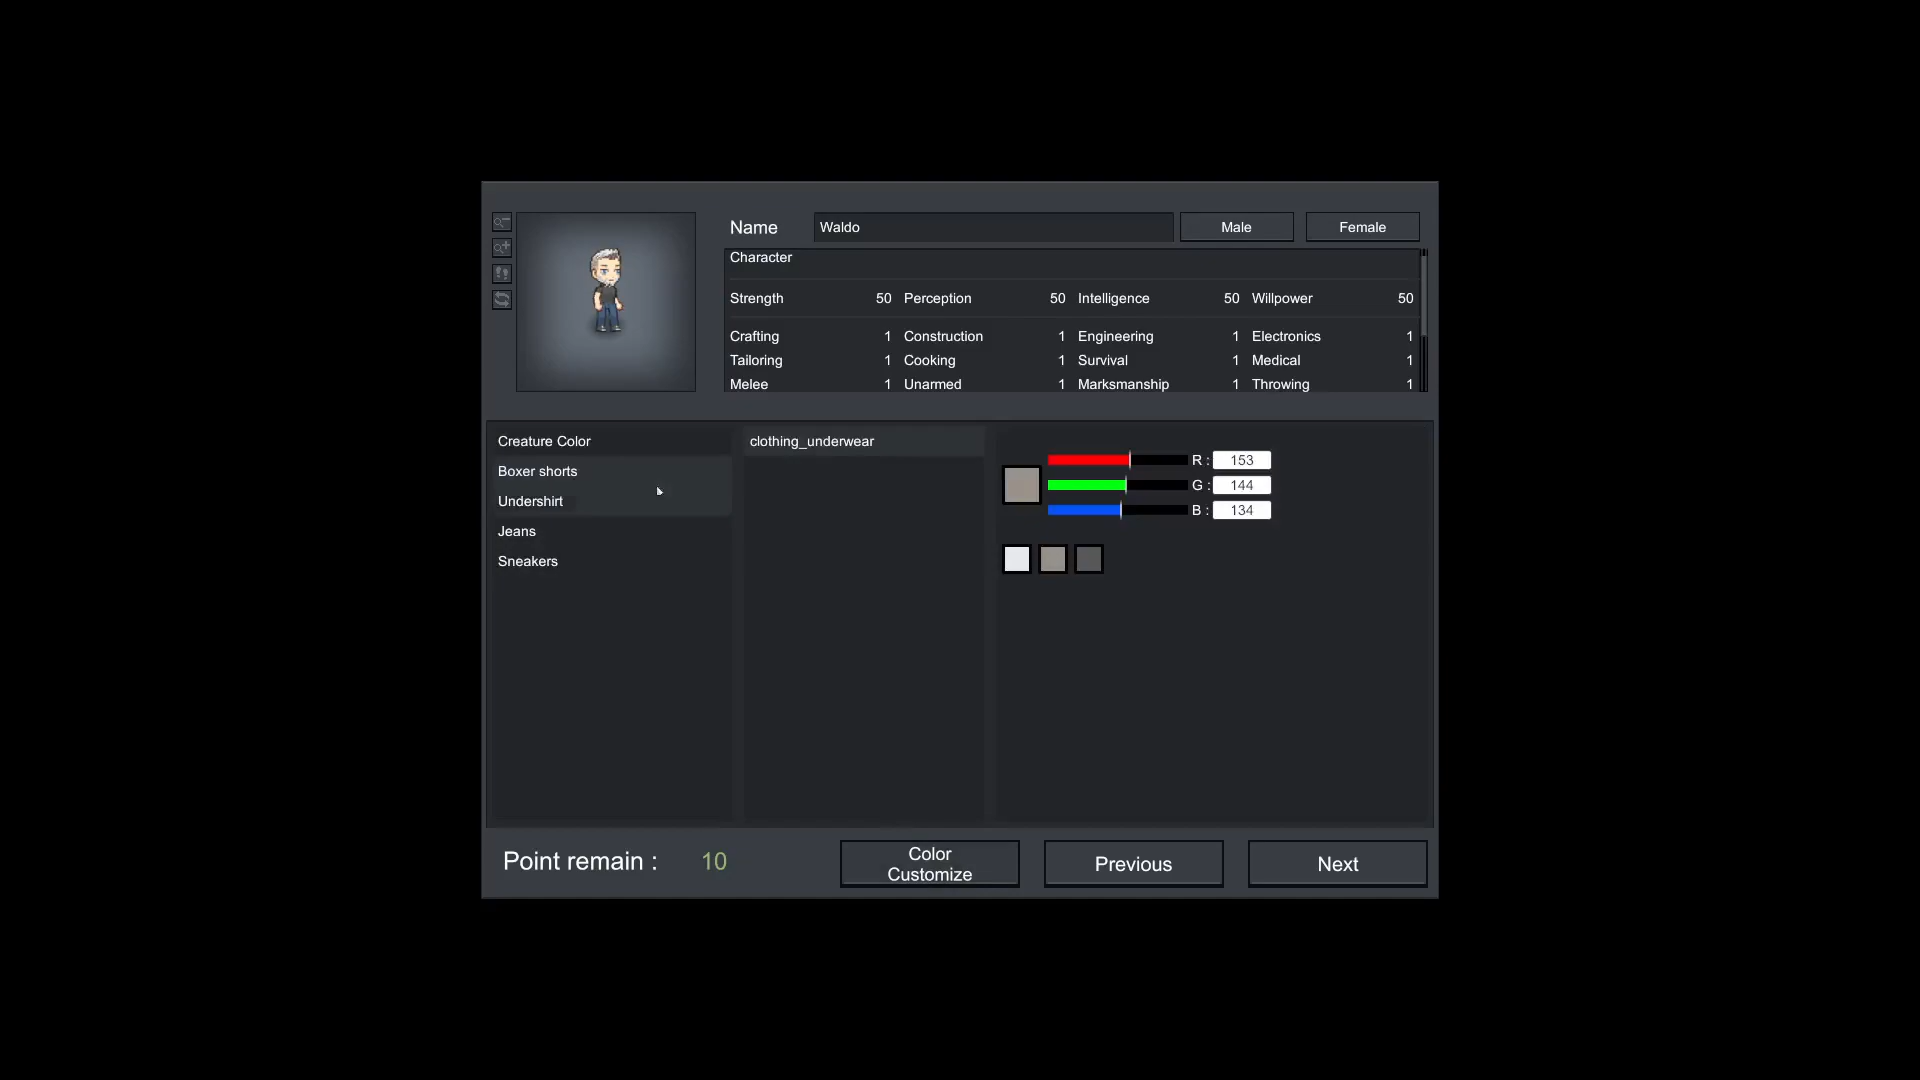 Name Waldo Male Female
Character
Strength 50 Perception 50 Intelligence 50 Willpower 50
Crafting 1 Construction 1 Engineering 1 Electronics 1
Tailoring 1 Cooking 1 Survival 1 Medical 1
Melee 1 Unarmed 1 Marksmanship 1 Throwing 1
Creature Color
Boxer shorts
Undershirt
Jeans
Sneakers
clothing_underwear
R : 153
G : 144
B : 134
Point remain : 10
Color
Customize
Previous
Next